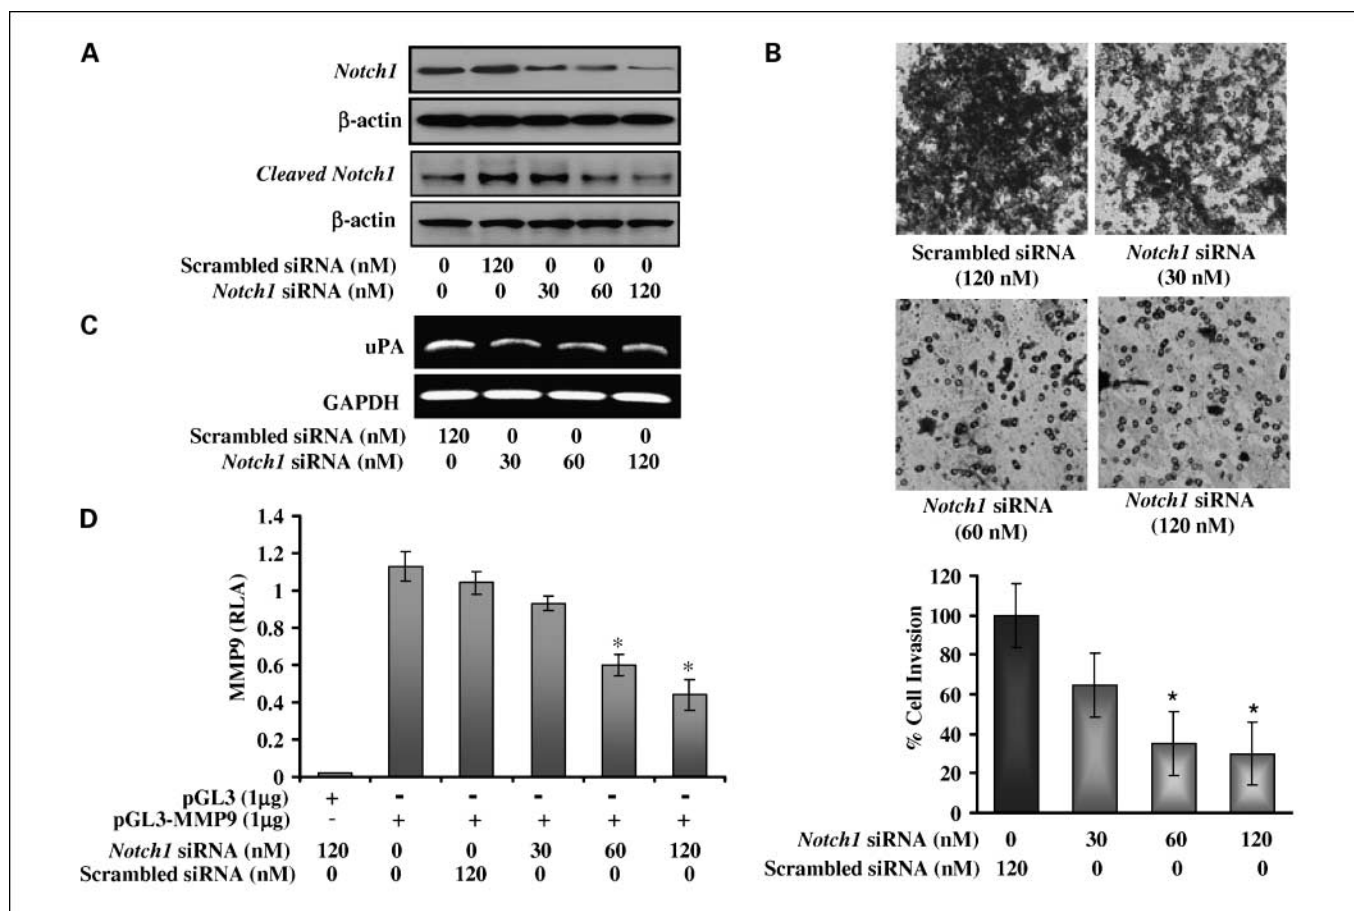 A
Notch1
β-actin
Cleaved Notch1
β-actin
Scrambled siRNA (nM) 0 120 0 0 0
Notch1 siRNA (nM) 0 0 30 60 120
B
Scrambled siRNA
(120 nM)
Notch1 siRNA
(30 nM)
Notch1 siRNA
(60 nM)
Notch1 siRNA
(120 nM)
% Cell Invasion
120
100
80
60
40
20
0
* *
Notch1 siRNA (nM) 0 30 60 120
Scrambled siRNA (nM) 120 0 0 0
C
uPA
GAPDH
Scrambled siRNA (nM) 120 0 0 0
Notch1 siRNA (nM) 0 30 60 120
D
MMP9 (RLA)
1.4
1.2
1
0.8
0.6
0.4
0.2
0
* *
pGL3 (1μg) + - - - - -
pGL3-MMP9 (1μg) - + + + + +
Notch1 siRNA (nM) 120 0 0 30 60 120
Scrambled siRNA (nM) 0 0 120 0 0 0